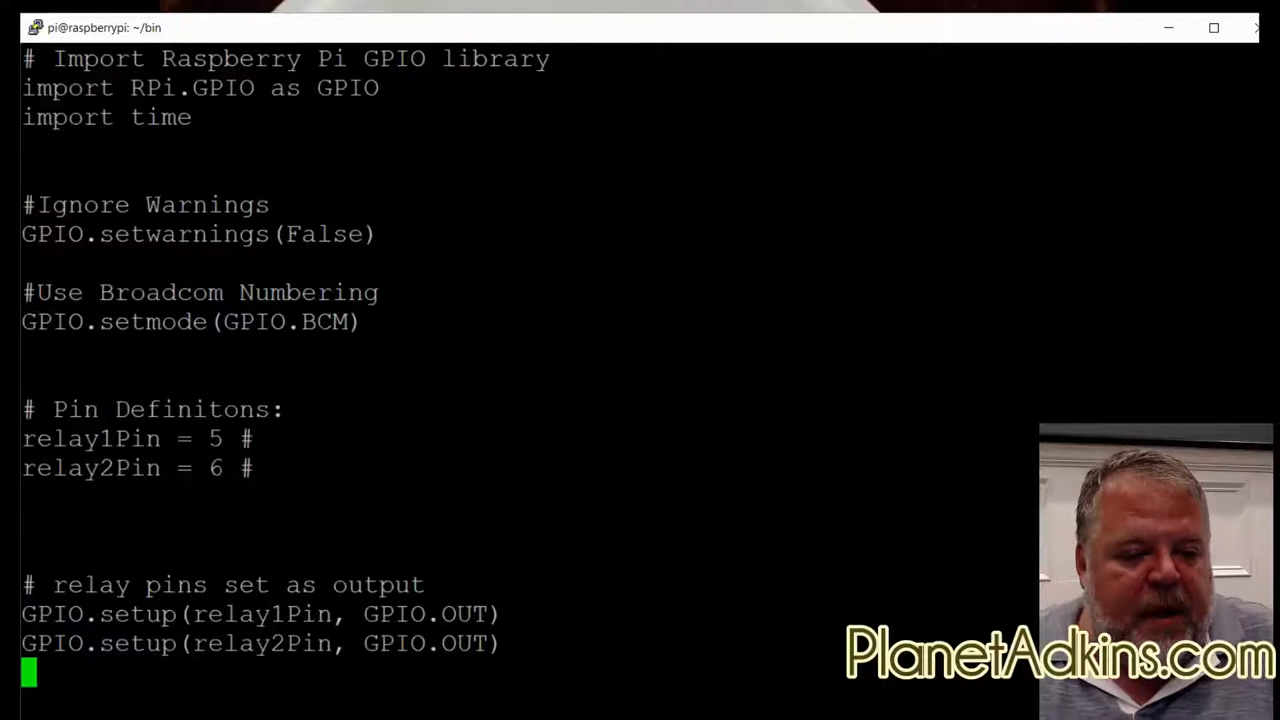 pi@raspberrypi: ~/bin
# Import Raspberry Pi GPIO library
import RPi.GPIO as GPIO
import time
#Ignore Warnings
GPIO.setwarnings(False)
#Use Broadcom Numbering
GPIO.setmode(GPIO.BCM)
# Pin Definitons:
relay1Pin = 5 #
relay2Pin = 6 #
# relay pins set as output
GPIO.setup(relay1Pin, GPIO.OUT)
GPIO.setup(relay2Pin, GPIO.OUT)
PlanetAdkins.com